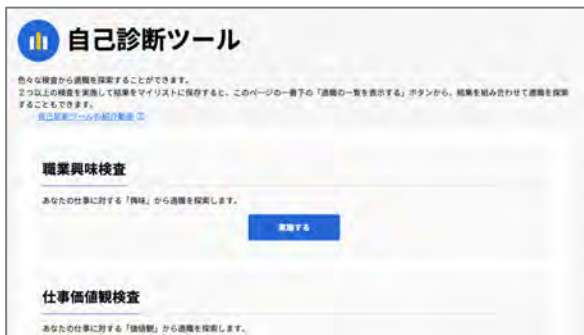 自己診断ツール
色々な検査から適職を探索することができます。
2つ以上の検査を実施して結果をマイリストに保存すると、このページの一番下の「適職の一覧を表示する」ボタンから、結果を組み合わせて適職を探索
することもできます。
自己診断ツールの紹介動画
職業興味検査
あなたの仕事に対する「興味」から適職を探索します。
実施する
仕事価値観検査
あなたの仕事に対する「価値観」から適職を探索します。